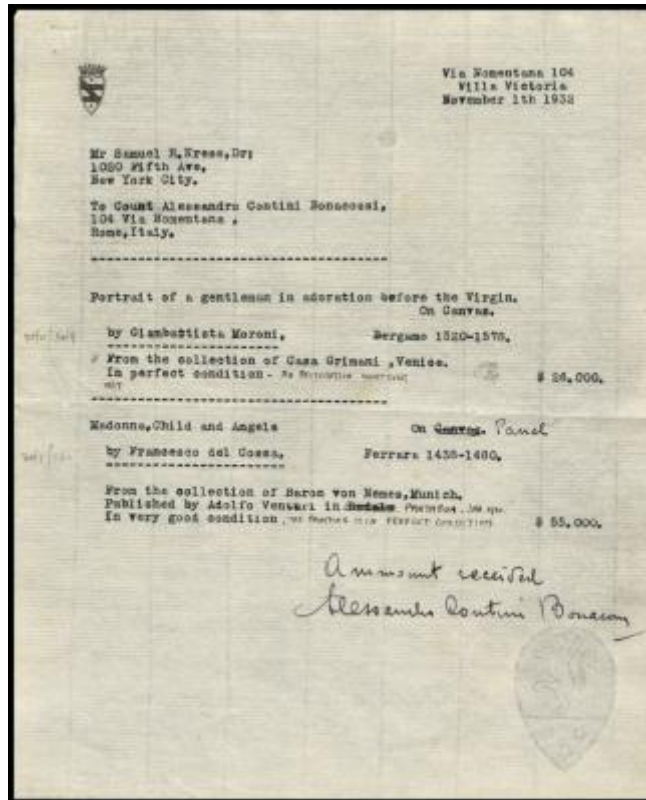 Via Nomentana 104
Villa Victoria
November 1th 1932
Mr Samuel H.Kress,Dr;
1020 Fifth Ave,
New York City.
To Count Alessandro Contini Bonacossi,
104 Via Nomentana ,
Rome,Italy.
Portrait of a gentleman in adoration before the Virgin.
On Canvas.
by Giambattista Moroni. Bergamo 1520-1578.
From the collection of Casa Grimani ,Venice.
In perfect condition- $ 26.000.
Madonna,Child and Angels On Canvas. Panel
by Francesco del Cossa. Ferrara 1435-1480.
From the collection of Baron von Nemes,Munich.
Published by Adolfo Venturi in
In very good condition, PERFECT CONDITION $ 55.000.
Ammount received
Alessandro Contini Bonacossi